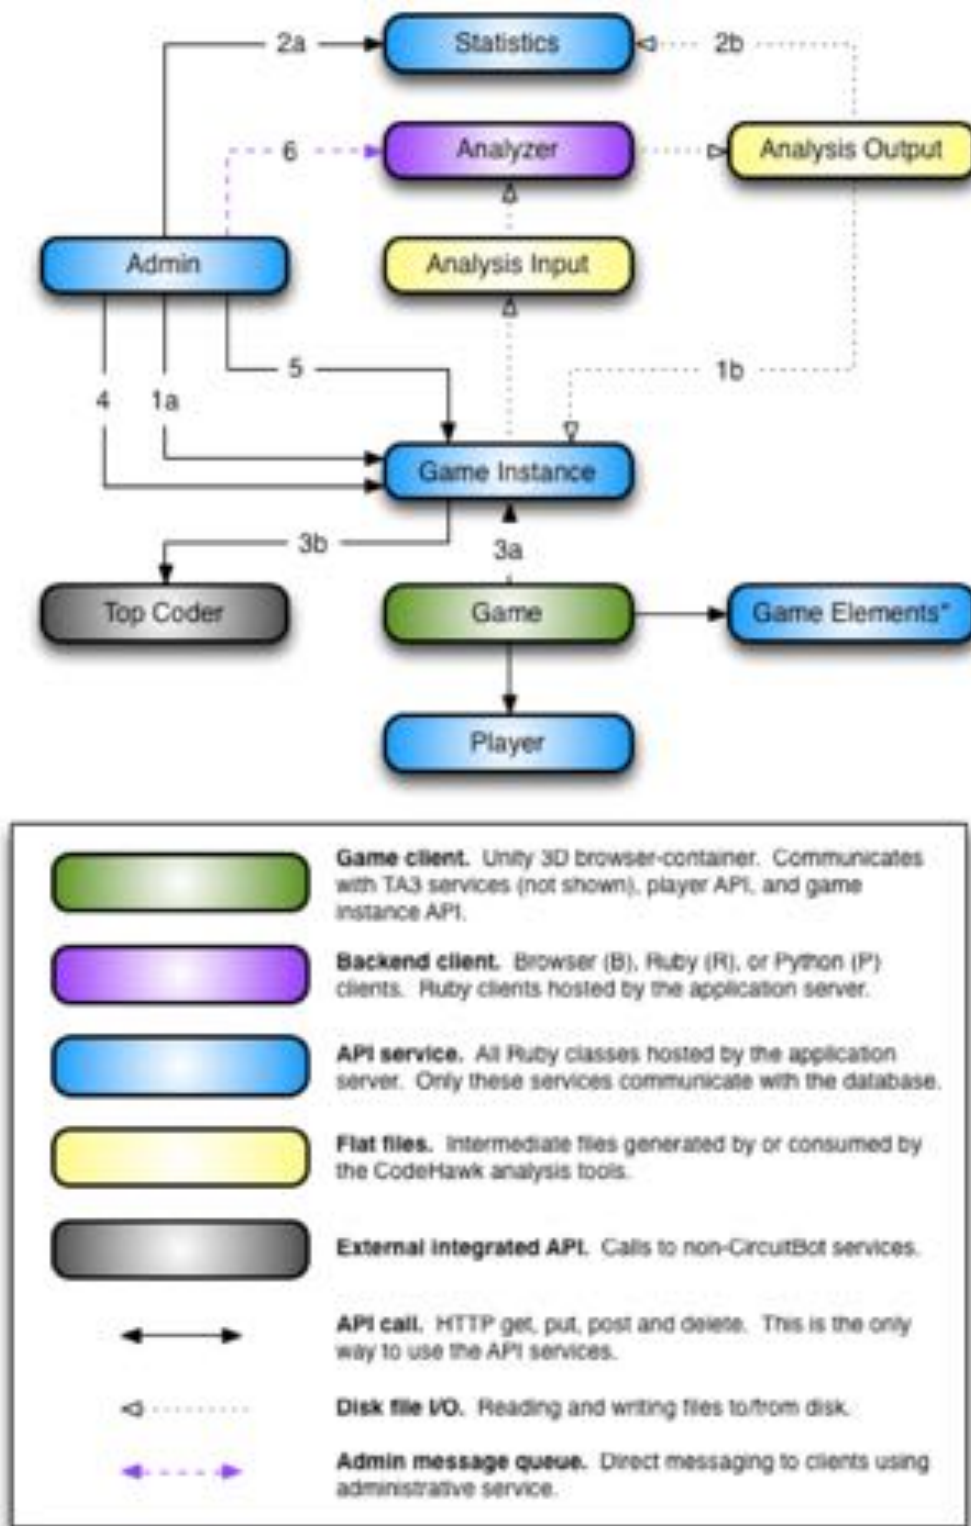 2a
Statistics
2b
6
Analyzer
Analysis Output
Admin
Analysis Input
5
1b
4
1a
Game Instance
3b
3a
Top Coder
Game
Game Elements*
Player
Game client. Unity 3D browser-container. Communicates
with TA3 services (not shown), player API, and game
instance API.
Backend client. Browser (B), Ruby (R), or Python (P)
clients. Ruby clients hosted by the application server.
API service. All Ruby classes hosted by the application
server. Only these services communicate with the database.
Flat files. Intermediate files generated by or consumed by
the CodeHawk analysis tools.
External integrated API. Calls to non-CircuitBot services.
API call. HTTP get, put, post and delete. This is the only
way to use the API services.
Disk file I/O. Reading and writing files to/from disk.
Admin message queue. Direct messaging to clients using
administrative service.